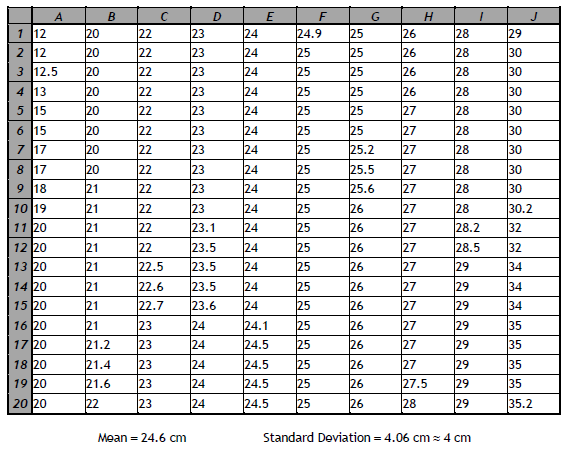 A B C D E F G H I J
1 12 20 22 23 24 24.9 25 26 28 29
2 12 20 22 23 24 25 25 26 28 30
3 12.5 20 22 23 24 25 25 26 28 30
4 13 20 22 23 24 25 25 26 28 30
5 15 20 22 23 24 25 25 27 28 30
6 15 20 22 23 24 25 25 27 28 30
7 17 20 22 23 24 25 25.2 27 28 30
8 17 20 22 23 24 25 25.5 27 28 30
9 18 21 22 23 24 25 25.6 27 28 30
10 19 21 22 23 24 25 26 27 28 30.2
11 20 21 22 23.1 24 25 26 27 28.2 32
12 20 21 22 23.5 24 25 26 27 28.5 32
13 20 21 22.5 23.5 24 25 26 27 29 34
14 20 21 22.6 23.5 24 25 26 27 29 34
15 20 21 22.7 23.6 24 25 26 27 29 34
16 20 21 23 24 24.1 25 26 27 29 35
17 20 21.2 23 24 24.5 25 26 27 29 35
18 20 21.4 23 24 24.5 25 26 27 29 35
19 20 21.6 23 24 24.5 25 26 27.5 29 35
20 20 22 23 24 24.5 25 26 28 29 35.2
Mean = 24.6 cm Standard Deviation = 4.06 cm ≈ 4 cm